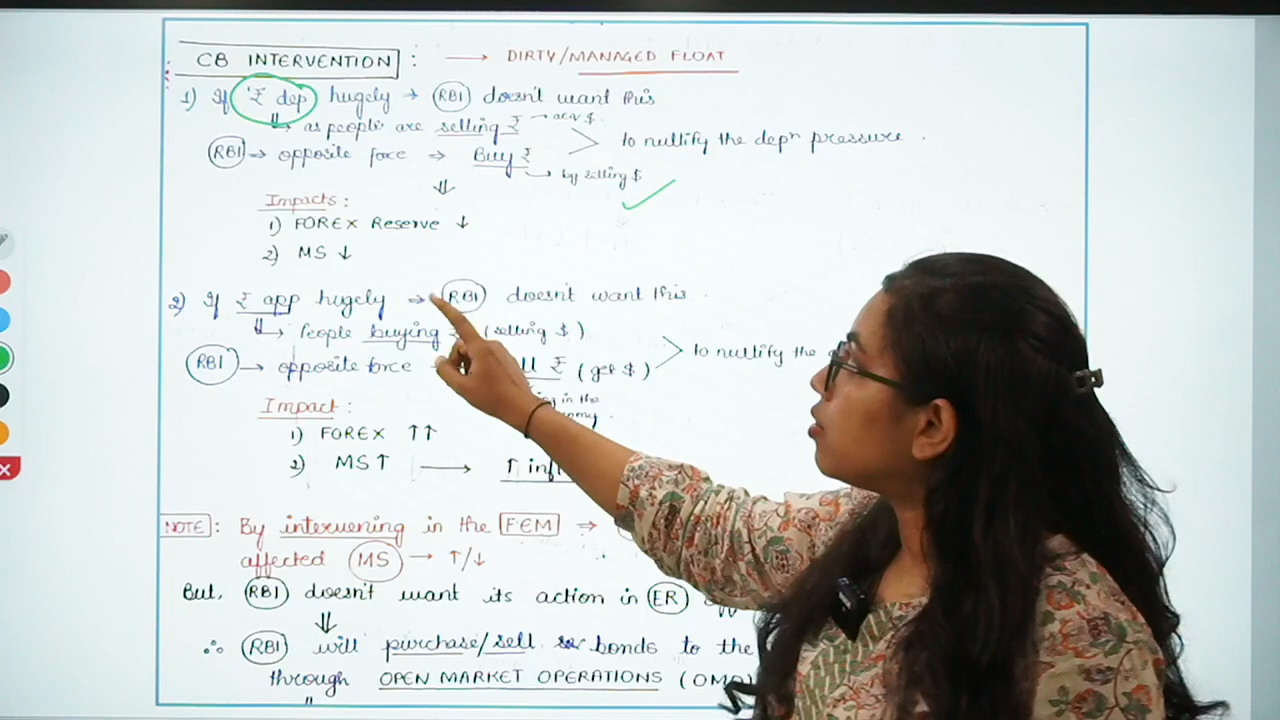 CB INTERVENTION : → DIRTY/MANAGED FLOAT
1) If ₹ dep hugely → RBI doesn't want this
↳ as people are selling ₹ → dem $.
RBI → opposite force ⇒ Buy ₹ to nullify the depⁿ pressure.
↳ by selling $
Impacts:
1) FOREX Reserve ↓
2) MS ↓
2) If ₹ app hugely ⇒ RBI doesn't want this.
↳ People buying (selling $)
RBI → opposite force ₹ (get $) to nullify the
in the
Impact:
1) FOREX ↑↑
2) MS↑ → ↑ inf
NOTE: By intervening in the FEM ⇒
affected MS → ↑/↓
But, RBI doesn't want its action in ER
⇓
∴ RBI will purchase/sell bonds to the
through OPEN MARKET OPERATIONS (OMO)